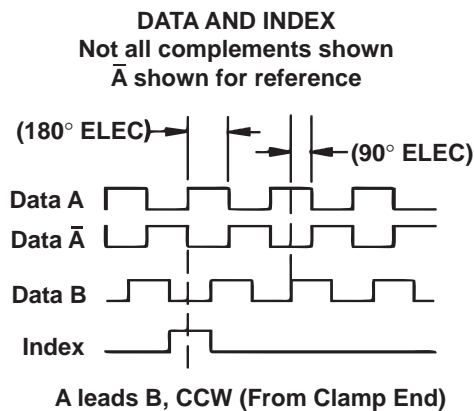 DATA AND INDEX
Not all complements shown
A̅ shown for reference
(180° ELEC)
(90° ELEC)
Data A
Data A̅
Data B
Index
A leads B, CCW (From Clamp End)